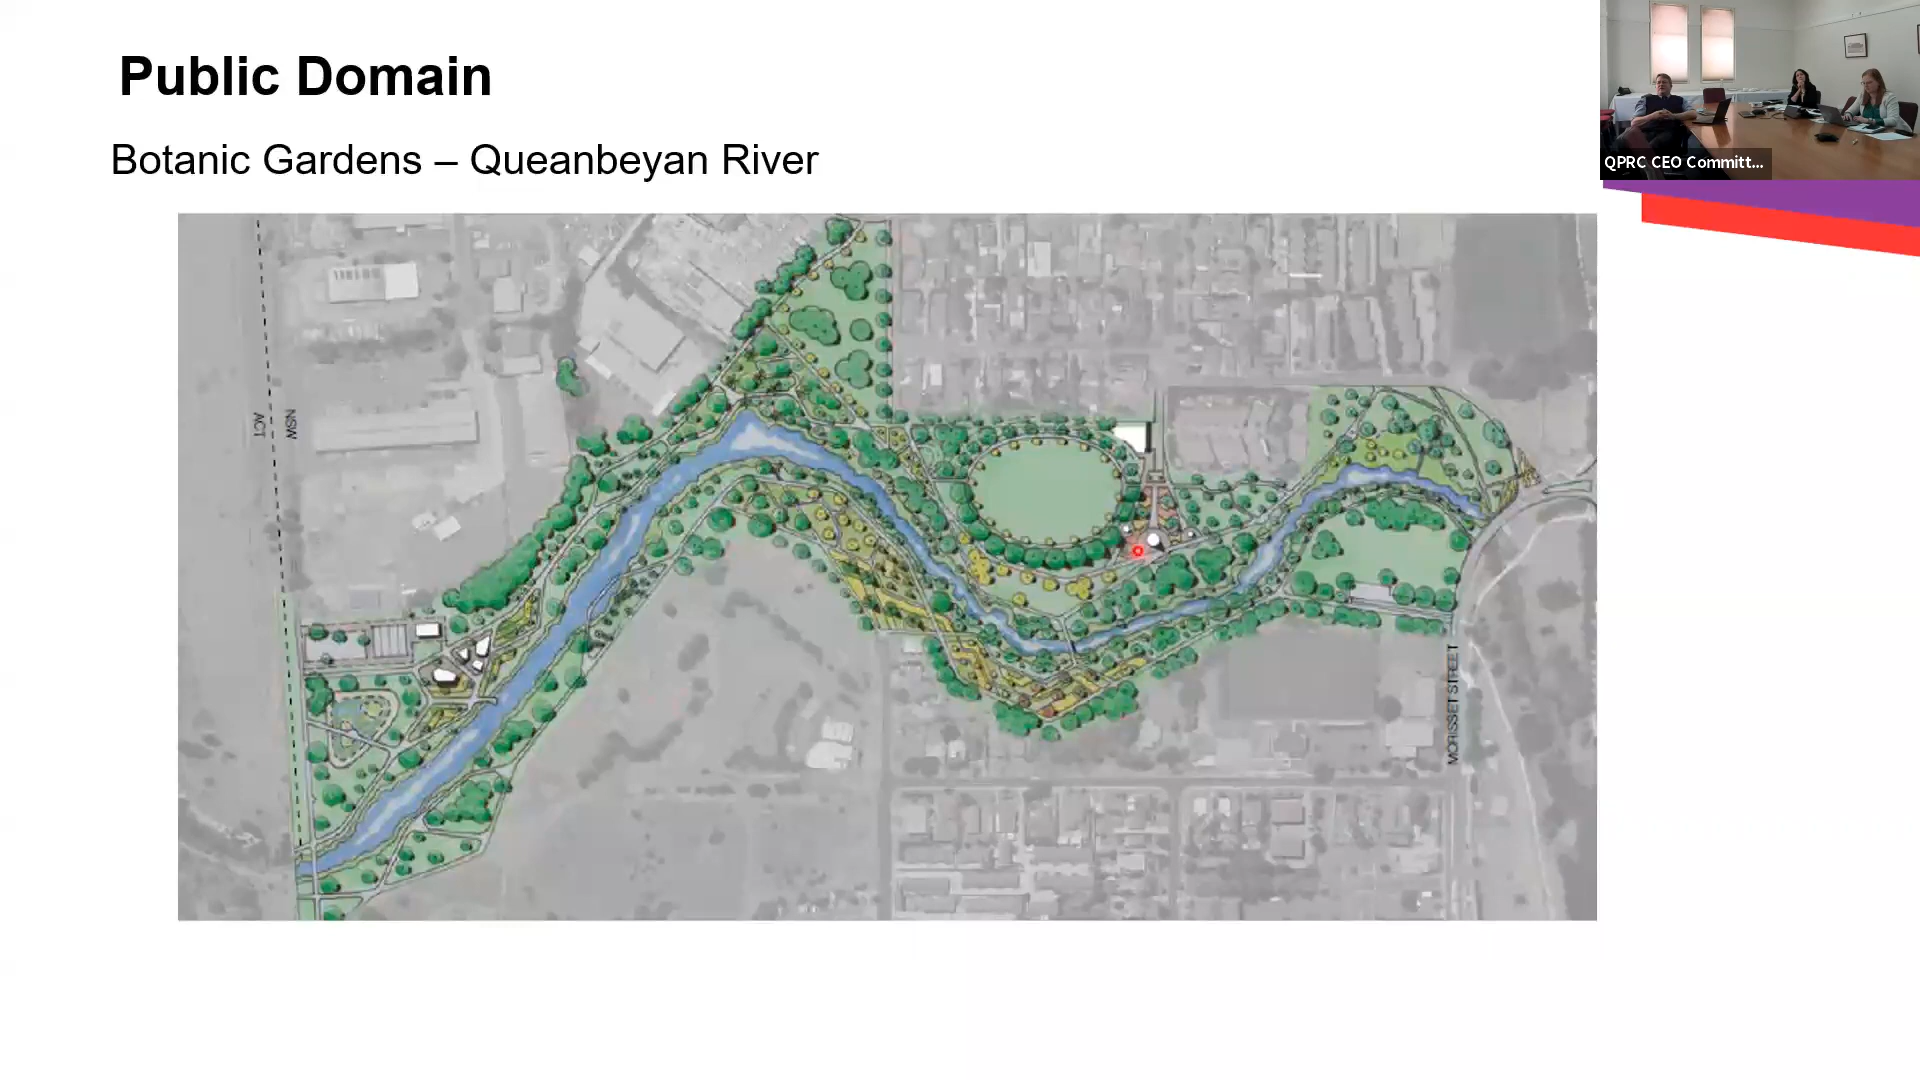 Public Domain
Botanic Gardens – Queanbeyan River
QPRC CEO Committ...
ACT
NSW
MORISSET STREET